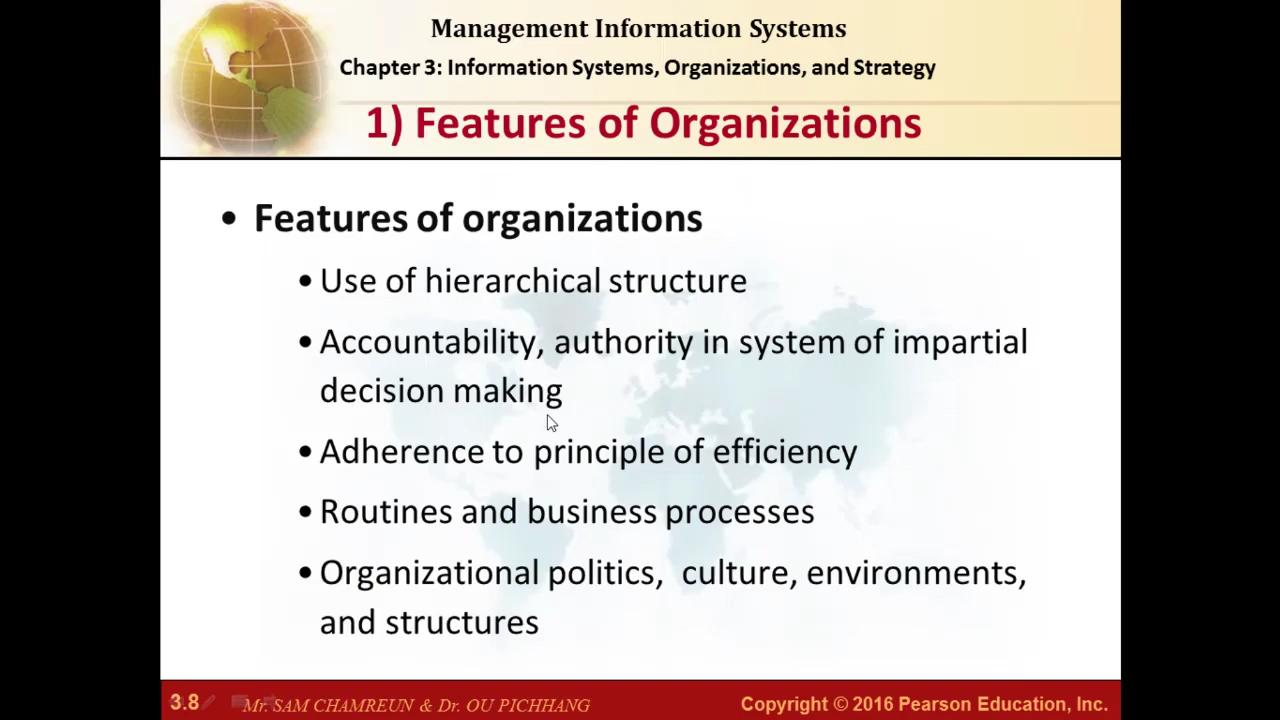 Management Information Systems
Chapter 3: Information Systems, Organizations, and Strategy
1) Features of Organizations
• Features of organizations
• Use of hierarchical structure
• Accountability, authority in system of impartial
decision making
• Adherence to principle of efficiency
• Routines and business processes
• Organizational politics, culture, environments,
and structures
3.8
Mr. SAM CHAMREUN & Dr. OU PICHHANG
Copyright © 2016 Pearson Education, Inc.